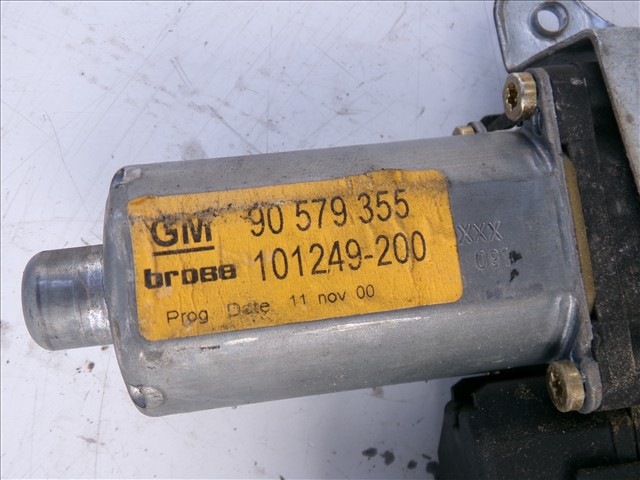 GM 90 579 355
brose 101249-200
Prog Date 11 nov 00
XXX